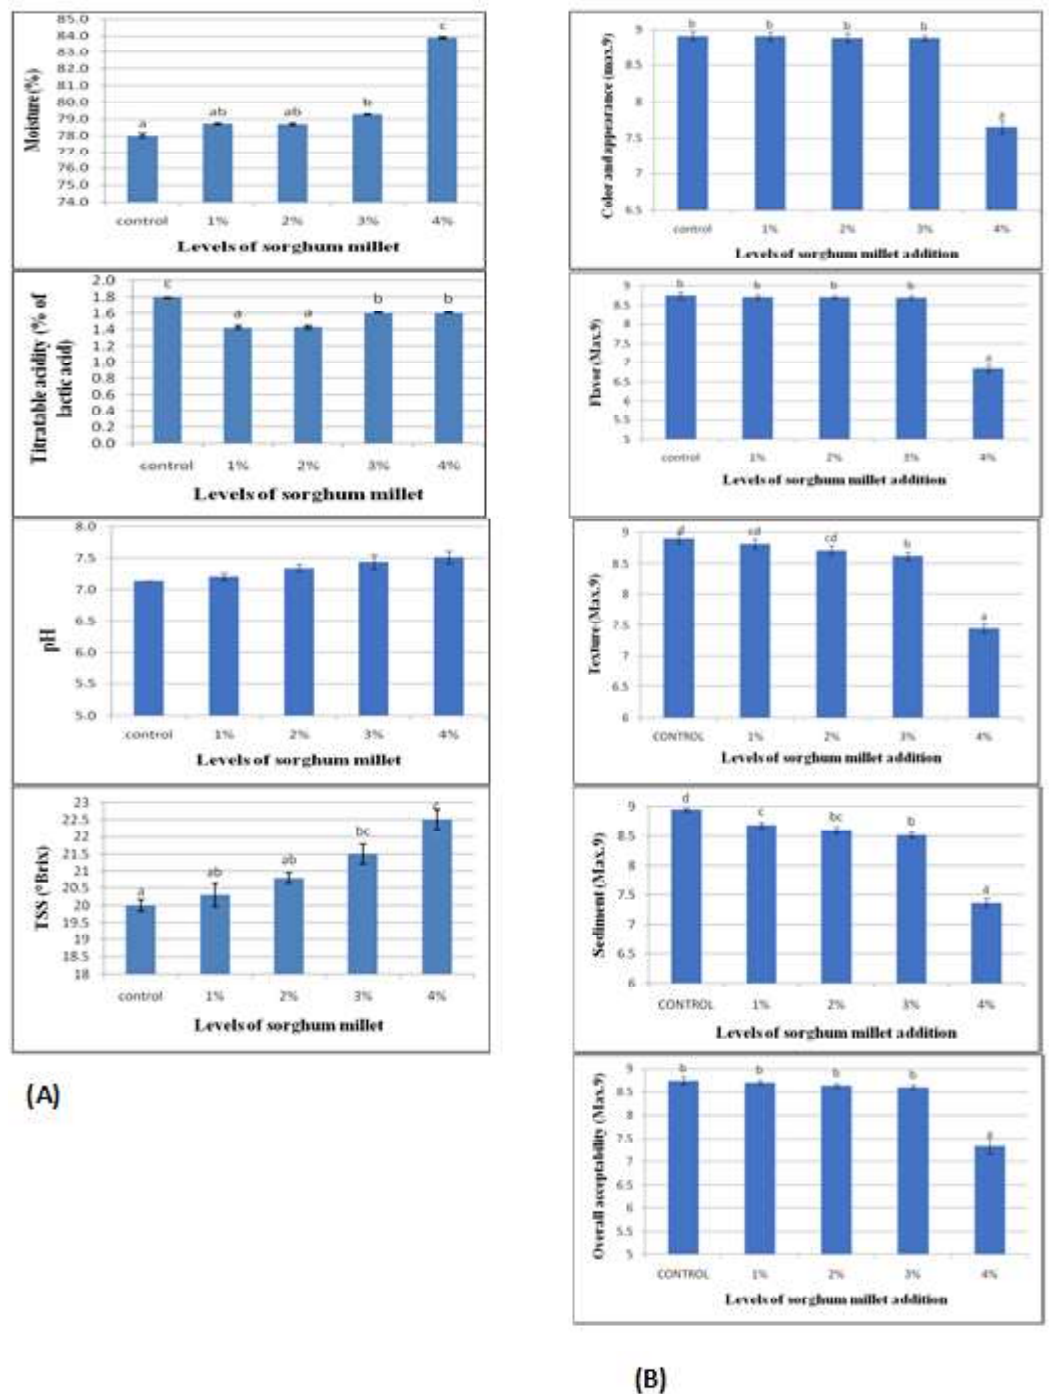 85.0
84.0
83.0
82.0
81.0
80.0
79.0
78.0
77.0
76.0
75.0
74.0
Moisture (%)
a
ab
ab
b
c
control 1% 2% 3% 4%
Levels of sorghum millet
2.0
1.8
1.6
1.4
1.2
1.0
0.8
0.6
0.4
0.2
0.0
Titratable acidity (% of
lactic acid)
c
a
a
b
b
control 1% 2% 3% 4%
Levels of sorghum millet
8.0
7.5
7.0
6.5
6.0
5.5
5.0
pH
control 1% 2% 3% 4%
Levels of sorghum millet
23
22.5
22
21.5
21
20.5
20
19.5
19
18.5
18
TSS (°Brix)
a
ab
ab
bc
c
control 1% 2% 3% 4%
Levels of sorghum millet
(A)
9
8.5
8
7.5
7
6.5
Color and appearance (max.9)
b
b
b
b
a
control 1% 2% 3% 4%
Levels of sorghum millet addition
9
8.5
8
7.5
7
6.5
6
5.5
5
Flavor (Max.9)
b
b
b
b
a
control 1% 2% 3% 4%
Levels of sorghum millet addition
9
8.5
8
7.5
7
6.5
6
Texture (Max.9)
d
cd
cd
b
a
CONTROL 1% 2% 3% 4%
Levels of sorghum millet addition
9
8.5
8
7.5
7
6.5
6
Sediment (Max.9)
d
c
bc
b
a
CONTROL 1% 2% 3% 4%
Levels of sorghum millet addition
9
8.5
8
7.5
7
6.5
6
5.5
5
Overall acceptability (Max.9)
b
b
b
b
a
CONTROL 1% 2% 3% 4%
Levels of sorghum millet addition
(B)